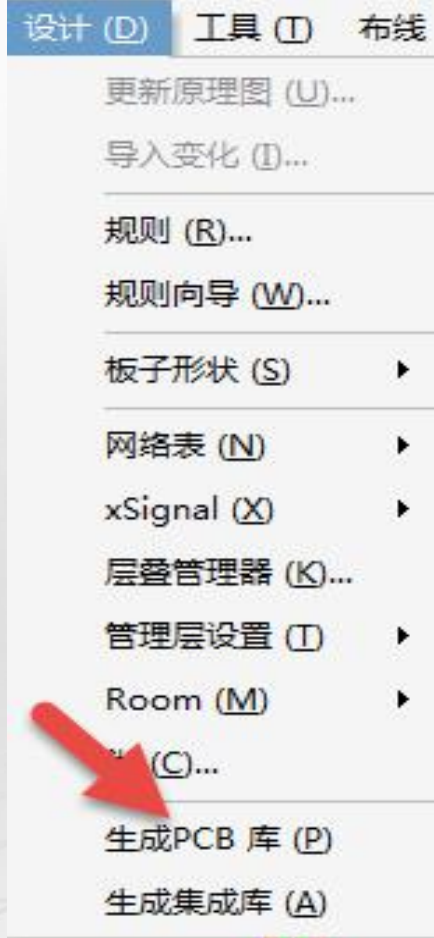 设计 (D) 工具 (T) 布线
更新原理图 (U)...
导入变化 (I)...
规则 (R)...
规则向导 (W)...
板子形状 (S)
网络表 (N)
xSignal (X)
层叠管理器 (K)...
管理层设置 (T)
Room (M)
(C)...
生成PCB 库 (P)
生成集成库 (A)